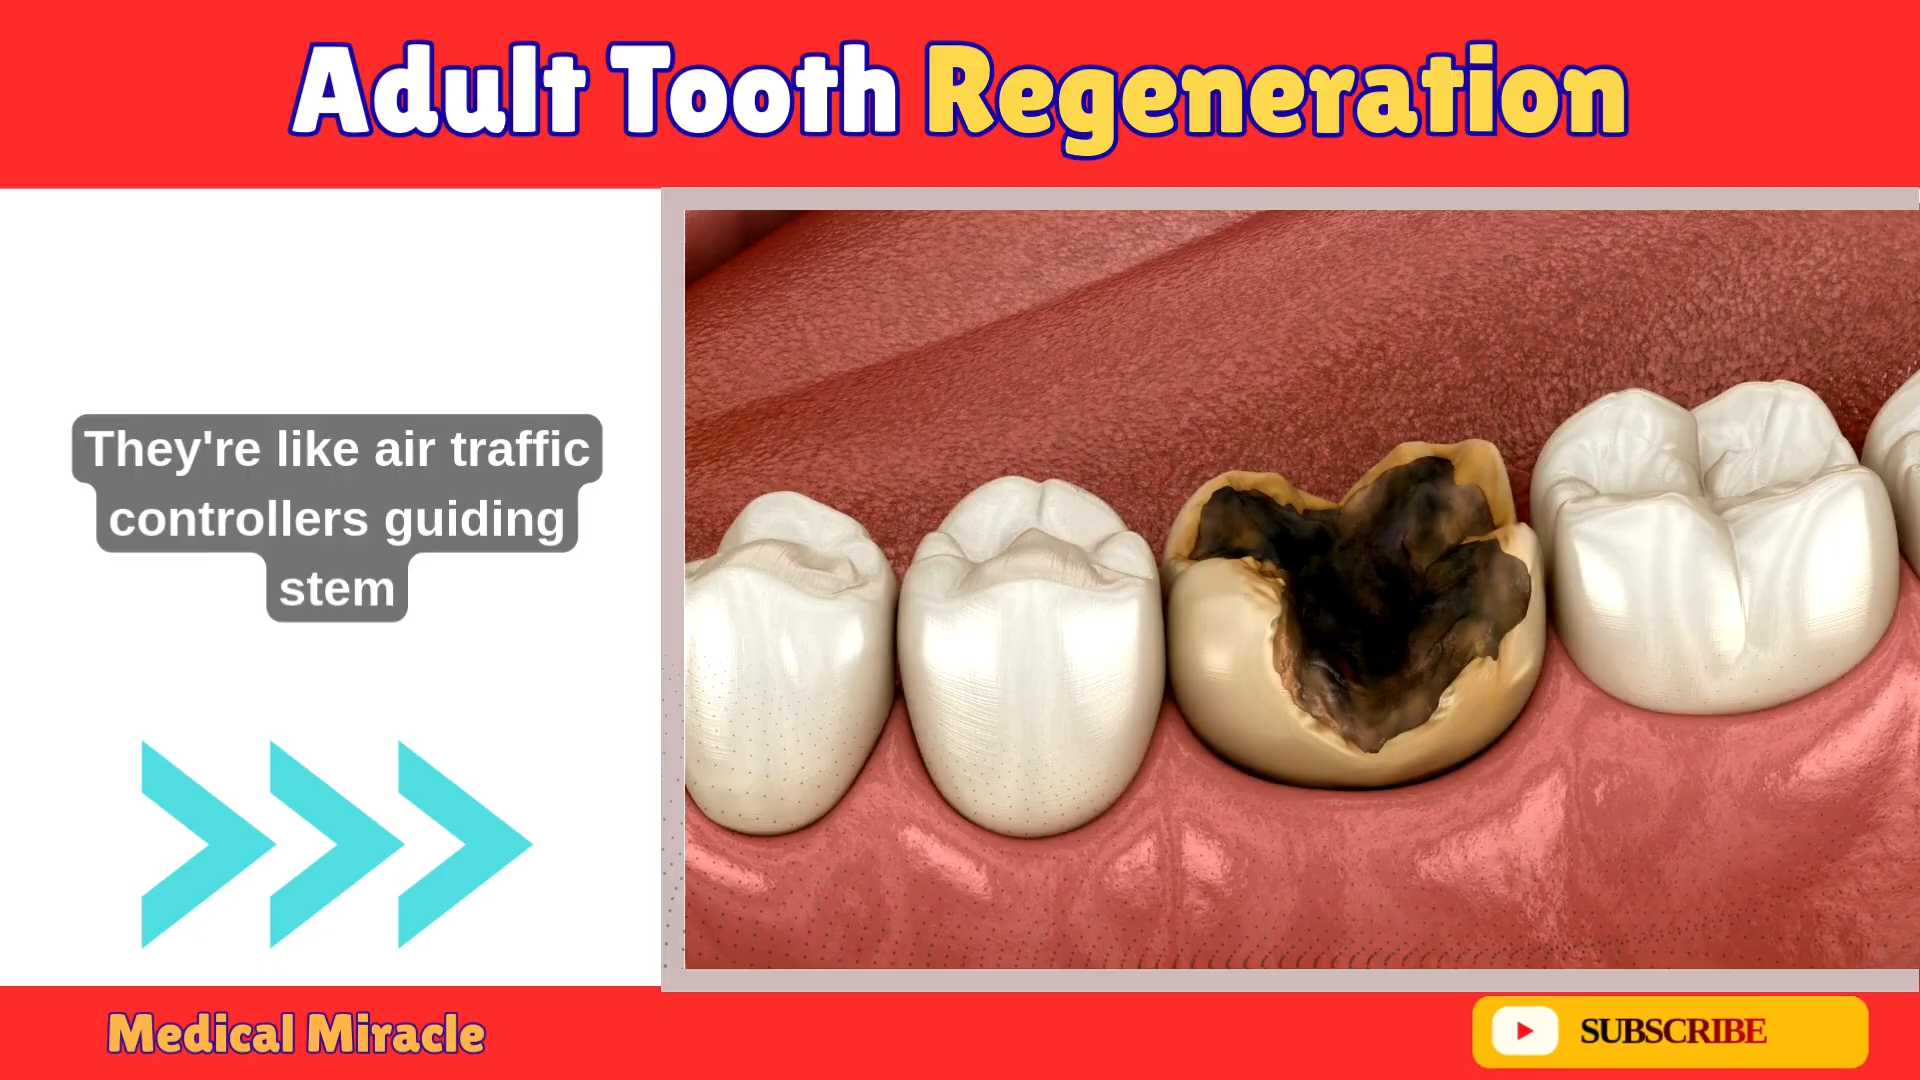 Adult Tooth Regeneration
They're like air traffic
controllers guiding
stem
Medical Miracle
SUBSCRIBE